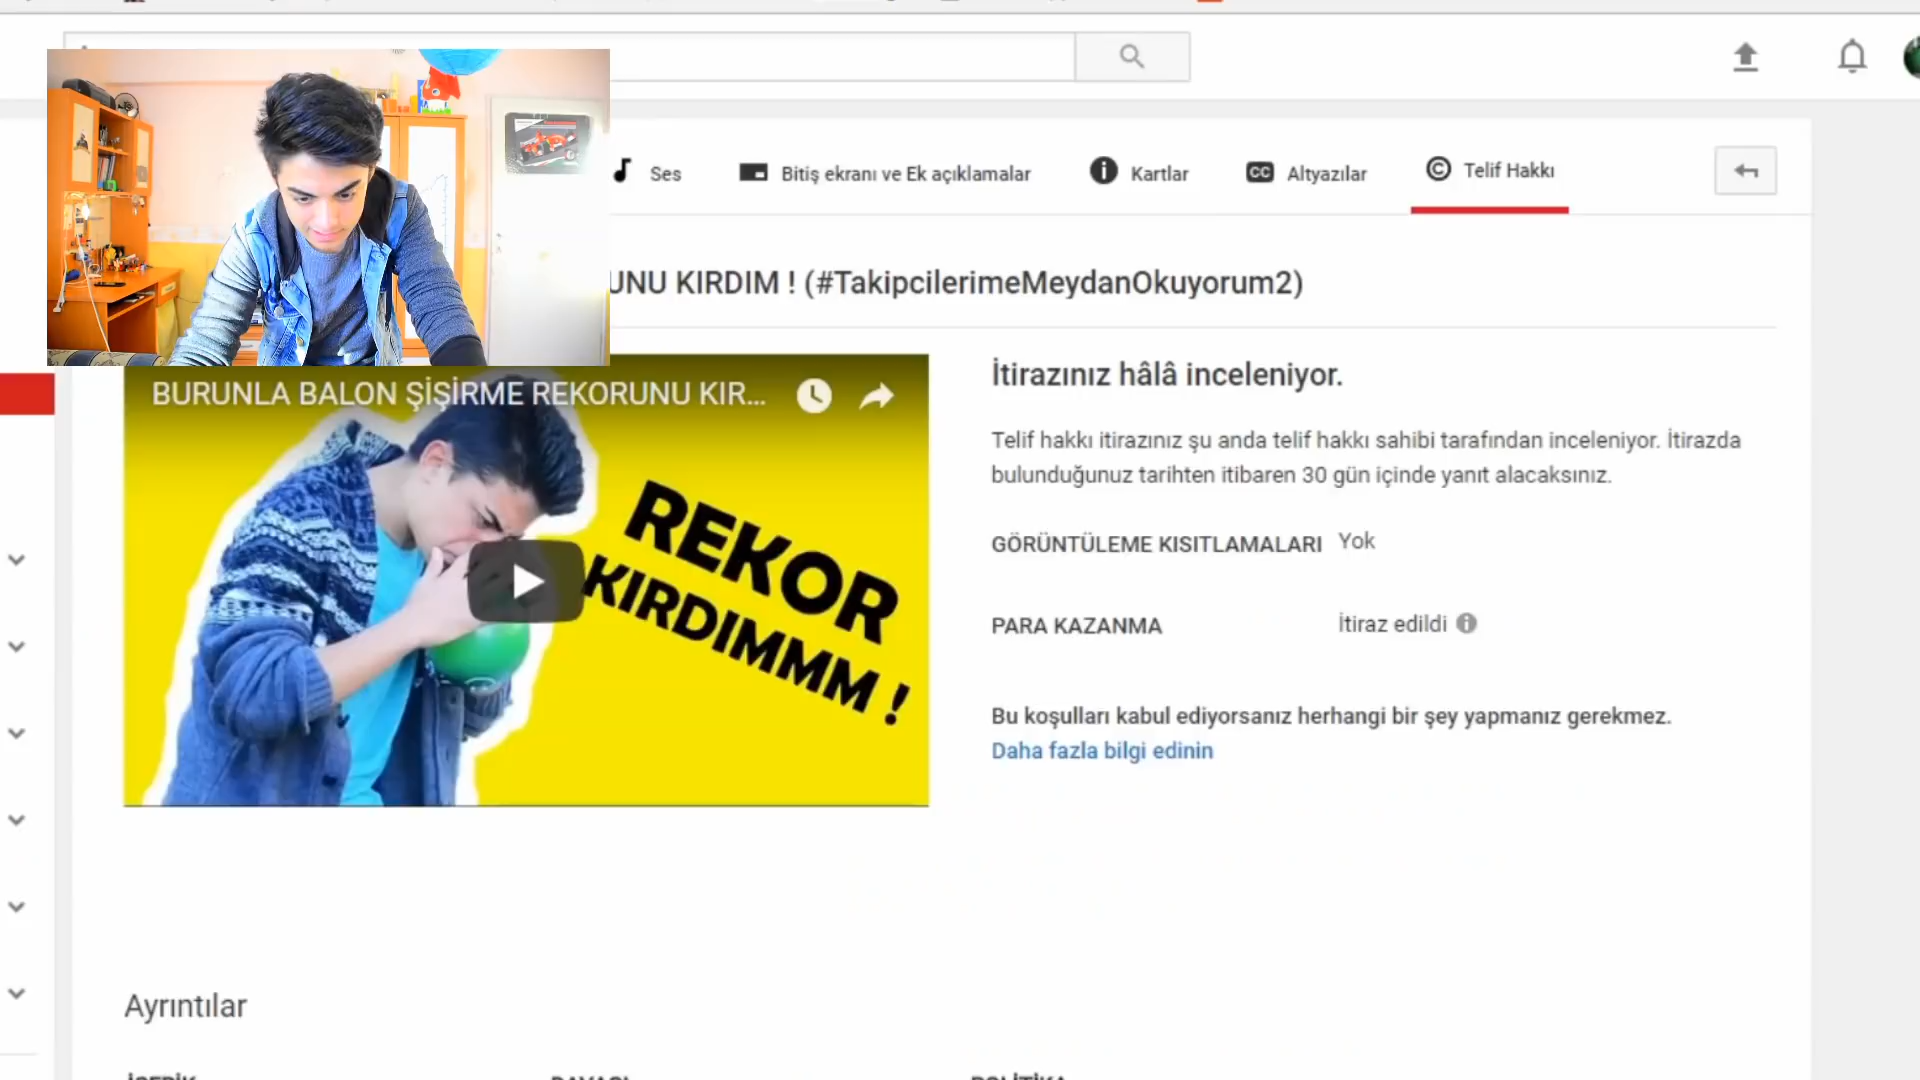 Ses
Bitiş ekranı ve Ek açıklamalar
Kartlar
CC Altyazılar
Telif Hakkı
KIRDIM ! (#TakipcilerimeMeydanOkuyorum2)
BURUNLA BALON ŞİŞİRME REKORUNU KIR...
REKOR
KIRDIMMM !
İtirazınız hâlâ inceleniyor.
Telif hakkı itirazınız şu anda telif hakkı sahibi tarafından inceleniyor. İtirazda
bulunduğunuz tarihten itibaren 30 gün içinde yanıt alacaksınız.
GÖRÜNTÜLEME KISITLAMALARI Yok
PARA KAZANMA İtiraz edildi
Bu koşulları kabul ediyorsanız herhangi bir şey yapmanız gerekmez.
Daha fazla bilgi edinin
Ayrıntılar